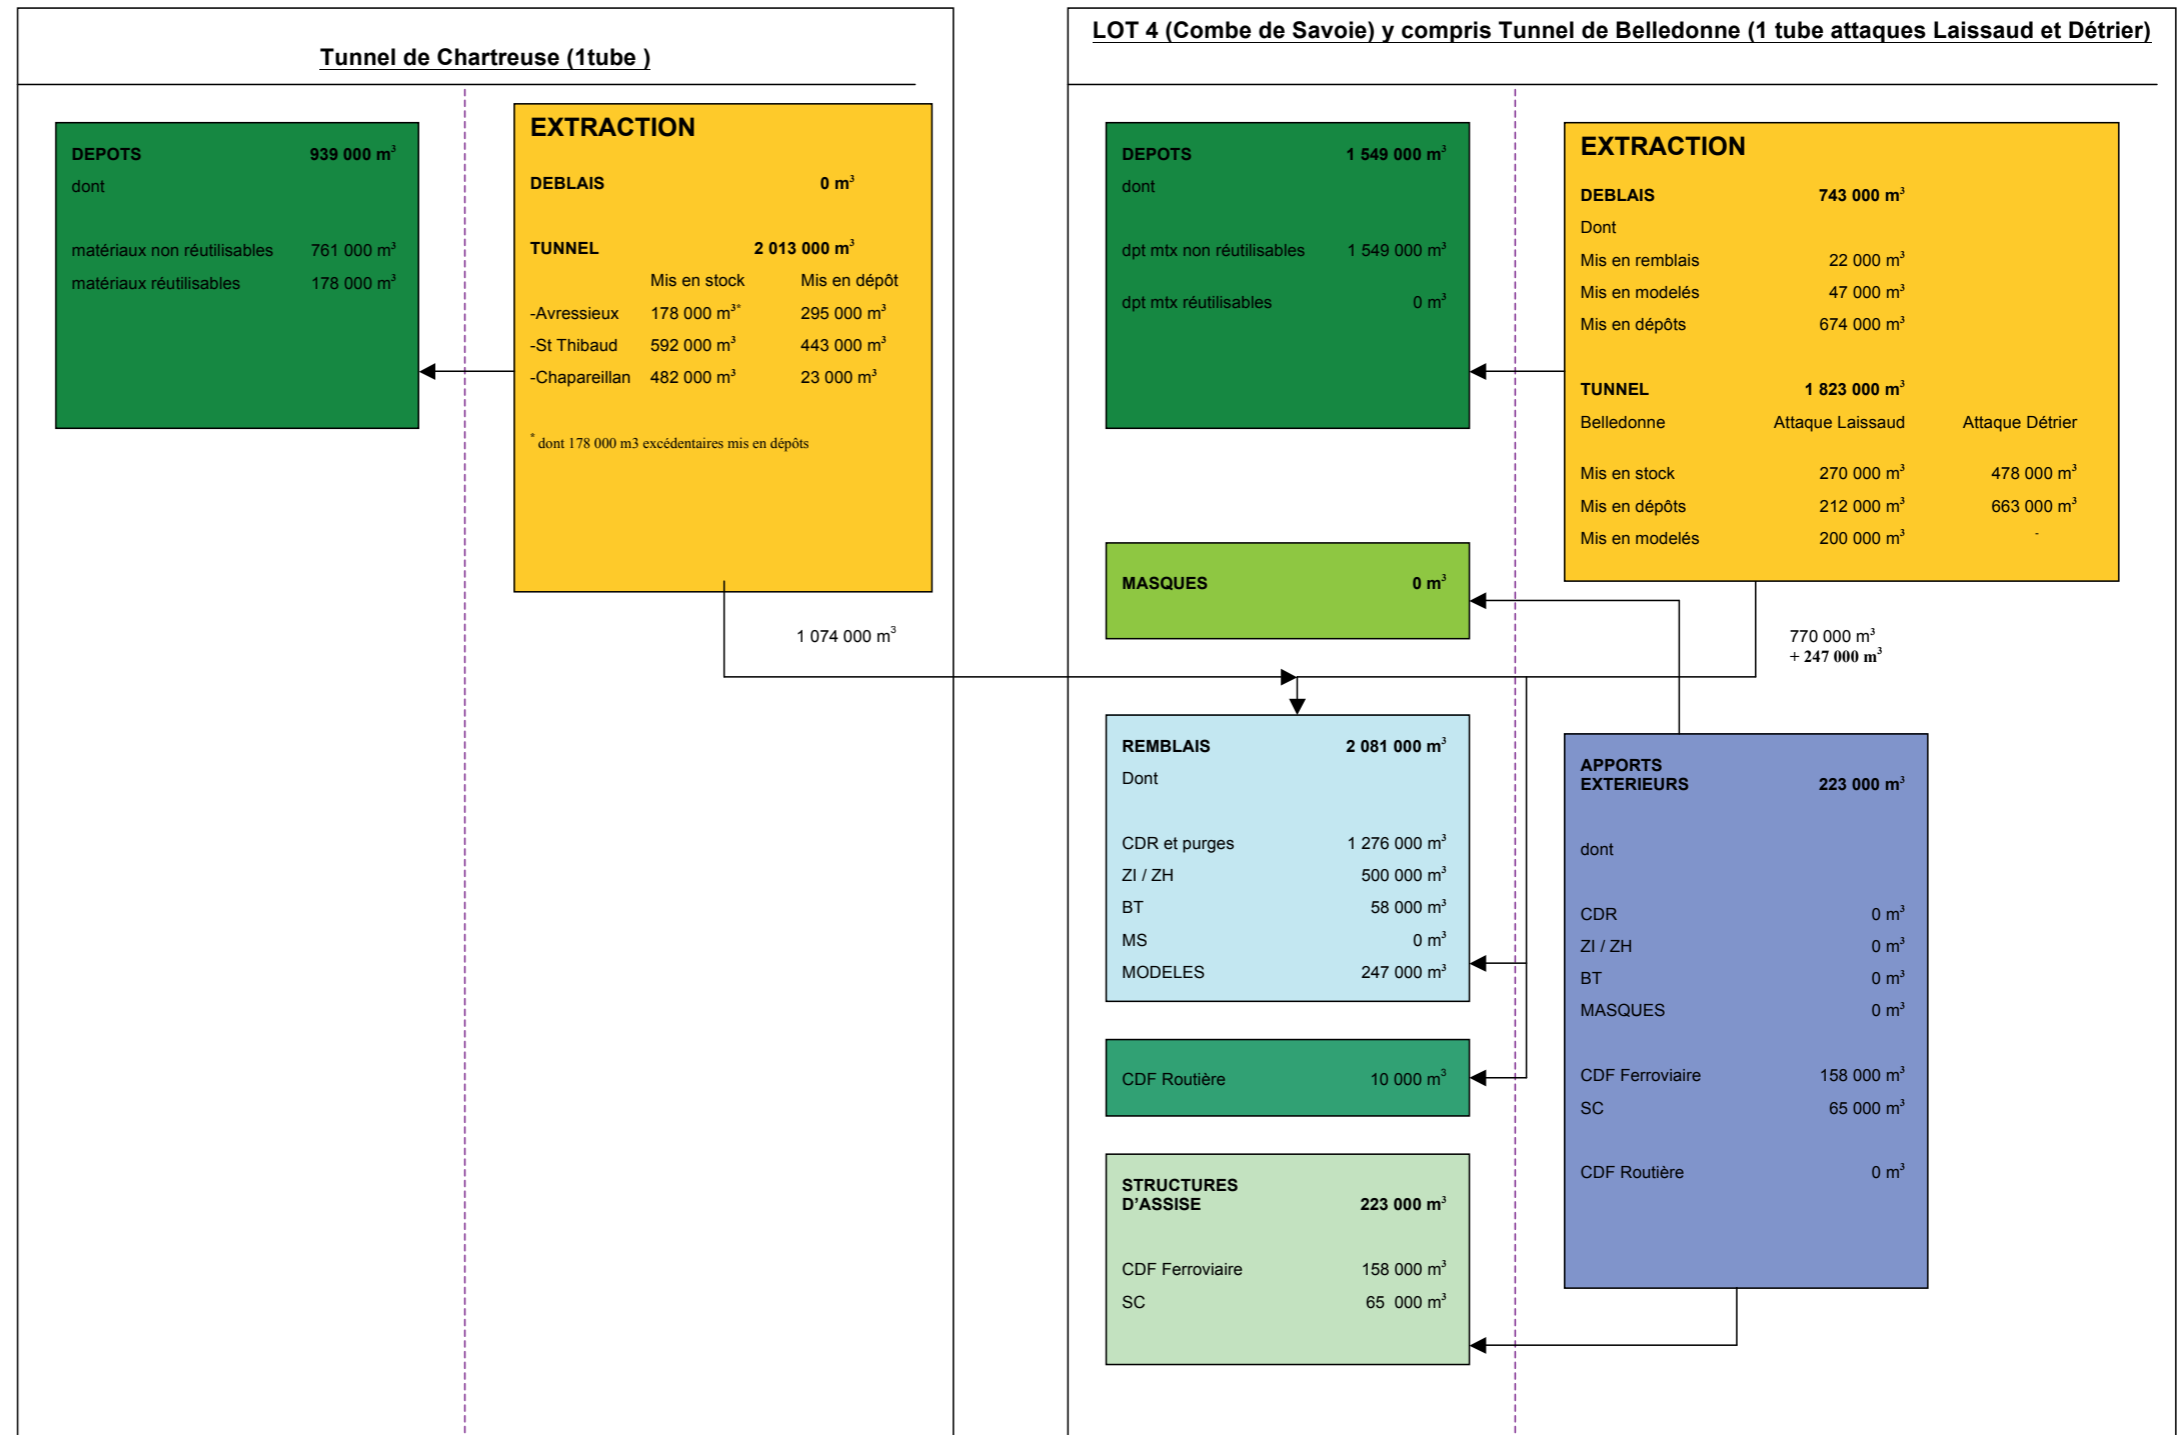 Tunnel de Chartreuse (1tube )
DEPOTS 939 000 m³
dont
matériaux non réutilisables 761 000 m³
matériaux réutilisables 178 000 m³
EXTRACTION
DEBLAIS 0 m³
TUNNEL 2 013 000 m³
Mis en stock Mis en dépôt
-Avressieux 178 000 m³* 295 000 m³
-St Thibaud 592 000 m³ 443 000 m³
-Chapareillan 482 000 m³ 23 000 m³
* dont 178 000 m3 excédentaires mis en dépôts
1 074 000 m³
LOT 4 (Combe de Savoie) y compris Tunnel de Belledonne (1 tube attaques Laissaud et Détrier)
DEPOTS 1 549 000 m³
dont
dpt mtx non réutilisables 1 549 000 m³
dpt mtx réutilisables 0 m³
EXTRACTION
DEBLAIS 743 000 m³
Dont
Mis en remblais 22 000 m³
Mis en modelés 47 000 m³
Mis en dépôts 674 000 m³
TUNNEL 1 823 000 m³
Belledonne Attaque Laissaud Attaque Détrier
Mis en stock 270 000 m³ 478 000 m³
Mis en dépôts 212 000 m³ 663 000 m³
Mis en modelés 200 000 m³ -
MASQUES 0 m³
770 000 m³
+ 247 000 m³
REMBLAIS 2 081 000 m³
Dont
CDR et purges 1 276 000 m³
ZI / ZH 500 000 m³
BT 58 000 m³
MS 0 m³
MODELES 247 000 m³
CDF Routière 10 000 m³
STRUCTURES
D'ASSISE 223 000 m³
CDF Ferroviaire 158 000 m³
SC 65 000 m³
APPORTS
EXTERIEURS 223 000 m³
dont
CDR 0 m³
ZI / ZH 0 m³
BT 0 m³
MASQUES 0 m³
CDF Ferroviaire 158 000 m³
SC 65 000 m³
CDF Routière 0 m³